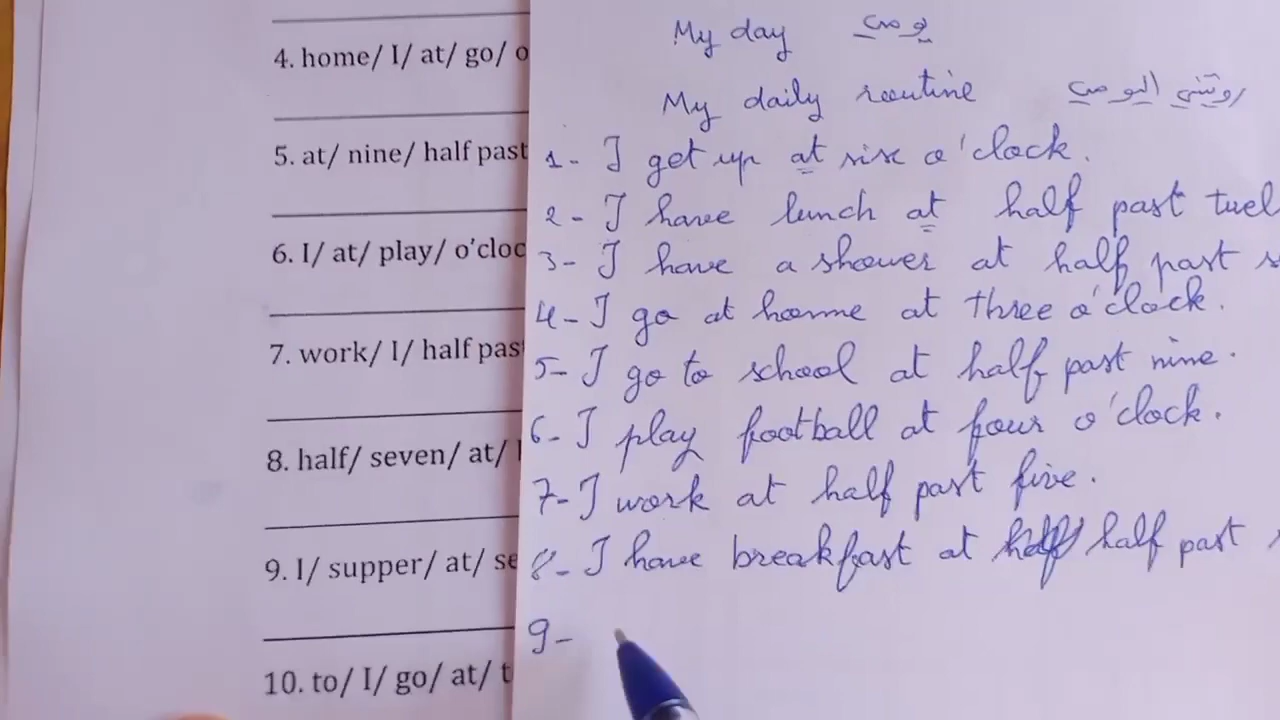 4. home/ I/ at/ go/ o
5. at/ nine/ half past
6. I/ at/ play/ o'cloc
7. work/ I/ half pas
8. half/ seven/ at/
9. I/ supper/ at/ se
10. to/ I/ go/ at/ t
My day يومي
My daily routine روتيني اليومي
1- I get up at six o'clock.
2- I have lunch at half past twel
3- I have a shower at half past s
4- I go at home at three o'clock.
5- I go to school at half past nine.
6- I play football at four o'clock.
7- I work at half past five.
8- I have breakfast at half past
9-